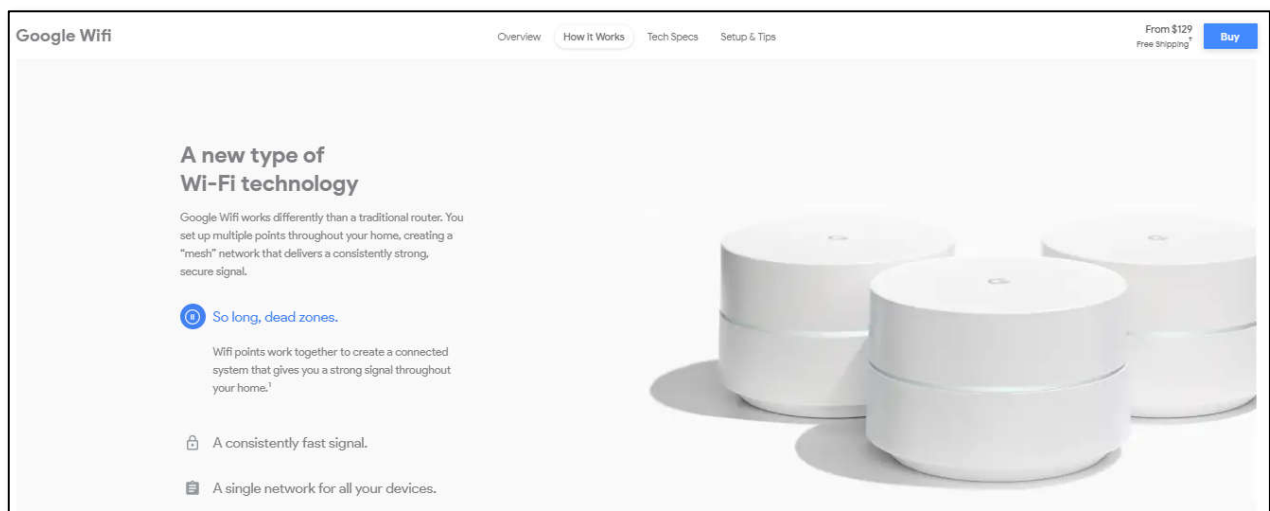 Google Wifi
Overview
How It Works
Tech Specs
Setup & Tips
From $129
Free Shipping†
Buy
A new type of
Wi-Fi technology
Google Wifi works differently than a traditional router. You
set up multiple points throughout your home, creating a
"mesh" network that delivers a consistently strong,
secure signal.
So long, dead zones.
Wifi points work together to create a connected
system that gives you a strong signal throughout
your home.¹
A consistently fast signal.
A single network for all your devices.
G
G
G